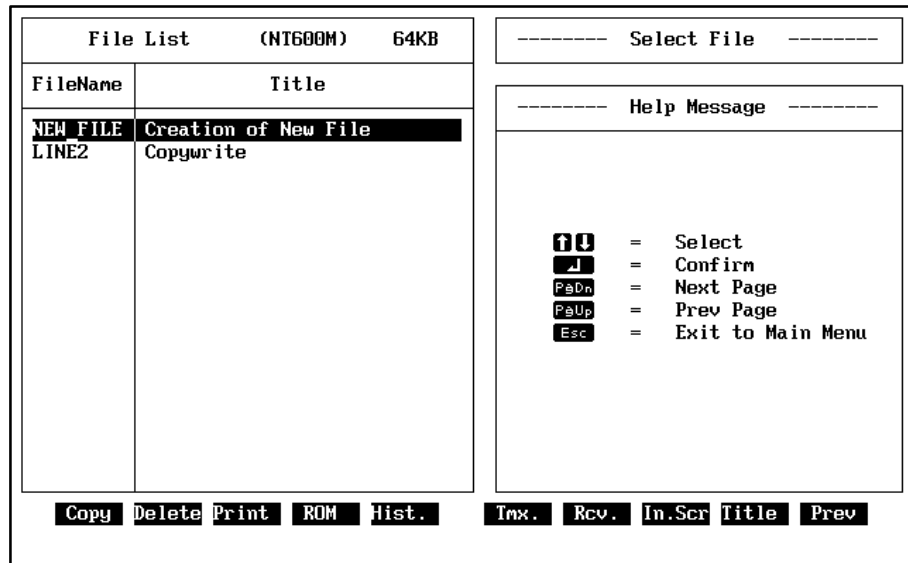 File List (NT600M) 64KB
FileName Title
NEW_FILE Creation of New File
LINE2 Copywrite
-------- Select File --------
-------- Help Message --------
↑ ↓ = Select
↵ = Confirm
PgDn = Next Page
PgUp = Prev Page
Esc = Exit to Main Menu
Copy Delete Print ROM Hist. Tmx. Rcv. In.Scr Title Prev